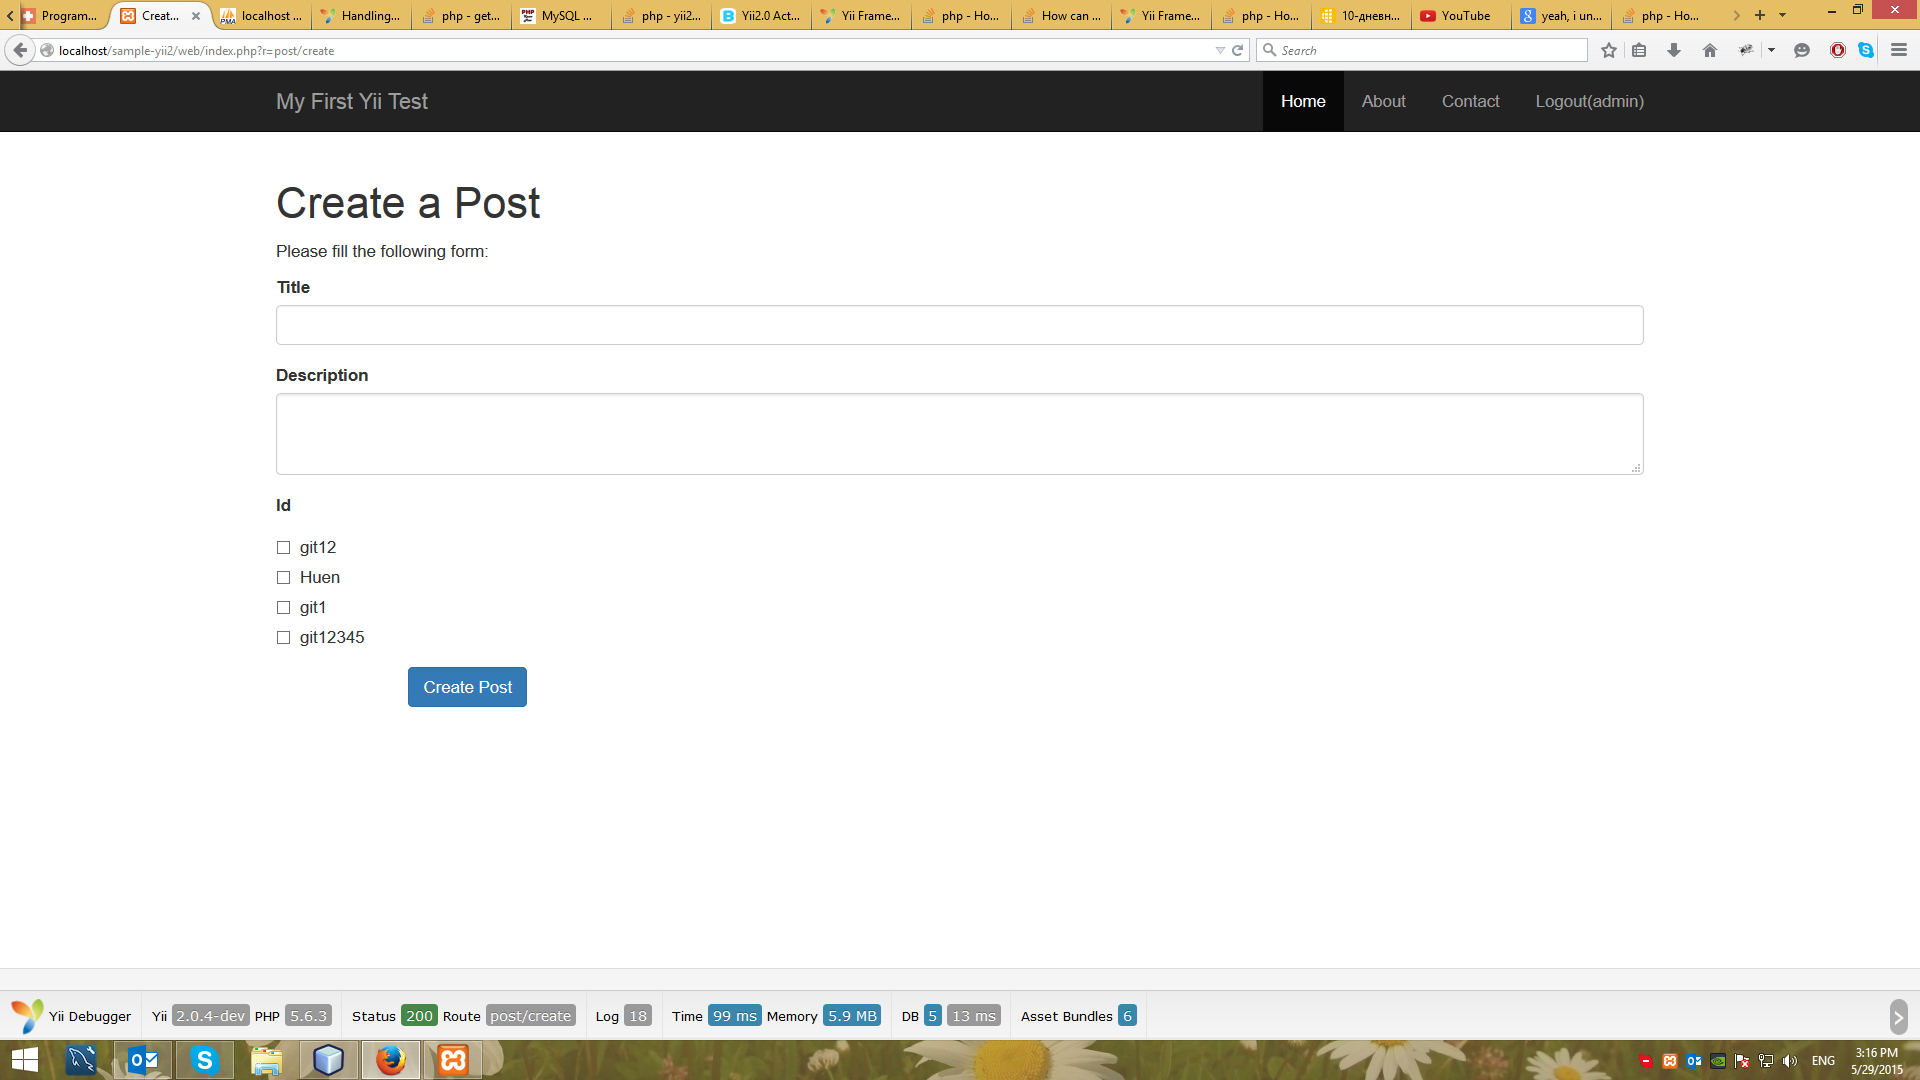 Program...
Creat...
localhost ...
Handling...
php - get...
MySQL ...
php - yii2...
Yii2.0 Act...
Yii Frame...
php - Ho...
How can ...
Yii Frame...
php - Ho...
10-дневн...
YouTube
yeah, i un...
php - Ho...
localhost/sample-yii2/web/index.php?r=post/create
Search
My First Yii Test
Home
About
Contact
Logout(admin)
Create a Post
Please fill the following form:
Title
Description
Id
git12
Huen
git1
git12345
Create Post
Yii Debugger
Yii 2.0.4-dev PHP 5.6.3
Status 200 Route post/create
Log 18
Time 99 ms Memory 5.9 MB
DB 5 13 ms
Asset Bundles 6
ENG
3:16 PM
5/29/2015